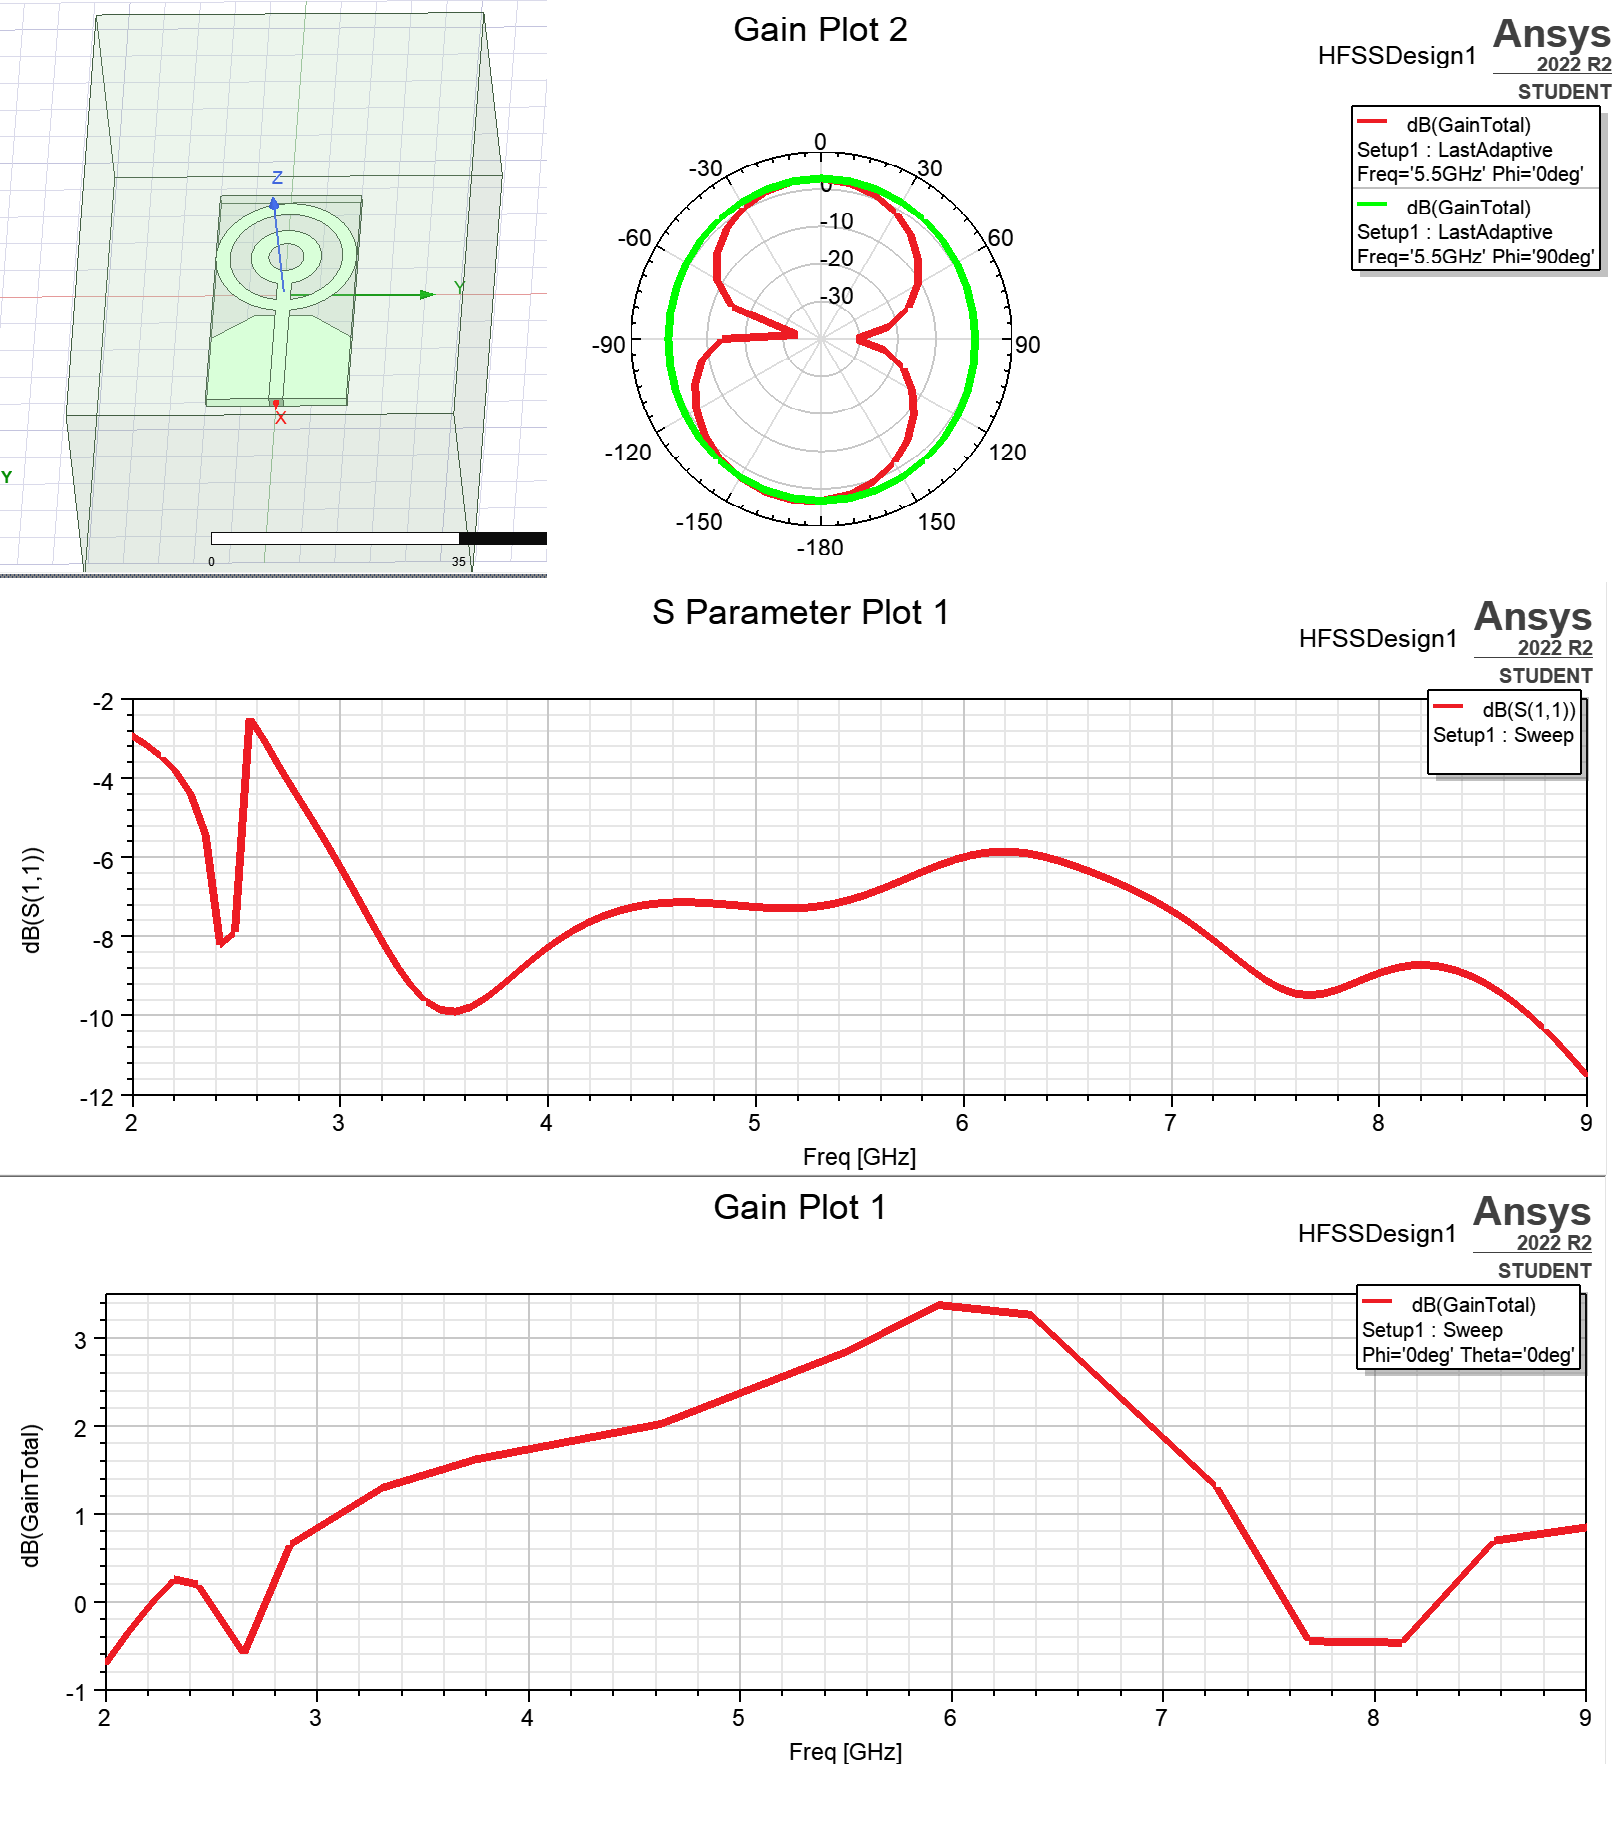 Z
Y
X
Y
0
35
Gain Plot 2
HFSSDesign1
Ansys
2022 R2
STUDENT
dB(GainTotal)
Setup1 : LastAdaptive
Freq='5.5GHz' Phi='0deg'
dB(GainTotal)
Setup1 : LastAdaptive
Freq='5.5GHz' Phi='90deg'
0
-30
30
0
-10
-60
60
-20
-30
-90
90
-120
120
-150
150
-180
S Parameter Plot 1
HFSSDesign1
Ansys
2022 R2
STUDENT
dB(S(1,1))
Setup1 : Sweep
-2
-4
-6
-8
-10
-12
dB(S(1,1))
2
3
4
5
6
7
8
9
Freq [GHz]
Gain Plot 1
HFSSDesign1
Ansys
2022 R2
STUDENT
dB(GainTotal)
Setup1 : Sweep
Phi='0deg' Theta='0deg'
3
2
1
0
-1
dB(GainTotal)
2
3
4
5
6
7
8
9
Freq [GHz]